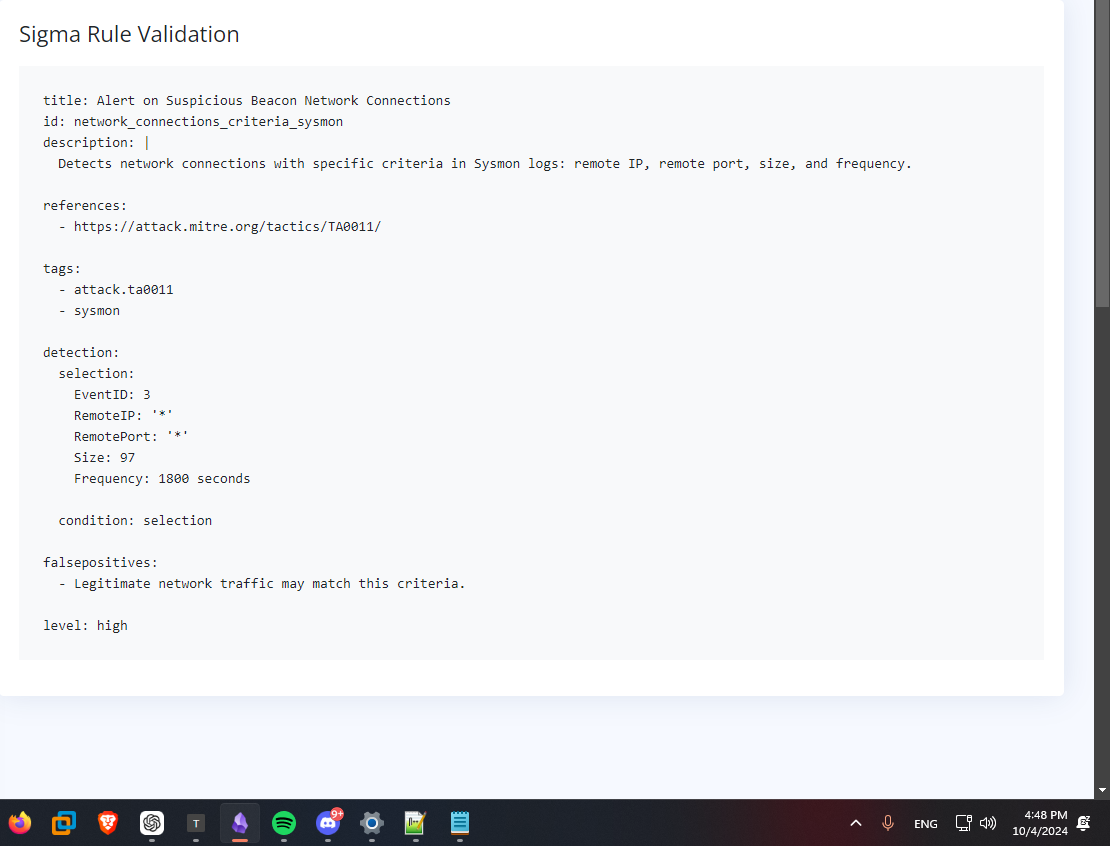 Sigma Rule Validation
title: Alert on Suspicious Beacon Network Connections
id: network_connections_criteria_sysmon
description: |
  Detects network connections with specific criteria in Sysmon logs: remote IP, remote port, size, and frequency.
references:
  - https://attack.mitre.org/tactics/TA0011/
tags:
  - attack.ta0011
  - sysmon
detection:
  selection:
    EventID: 3
    RemoteIP: '*'
    RemotePort: '*'
    Size: 97
    Frequency: 1800 seconds
  condition: selection
falsepositives:
  - Legitimate network traffic may match this criteria.
level: high
T
9+
ENG
4:48 PM
10/4/2024